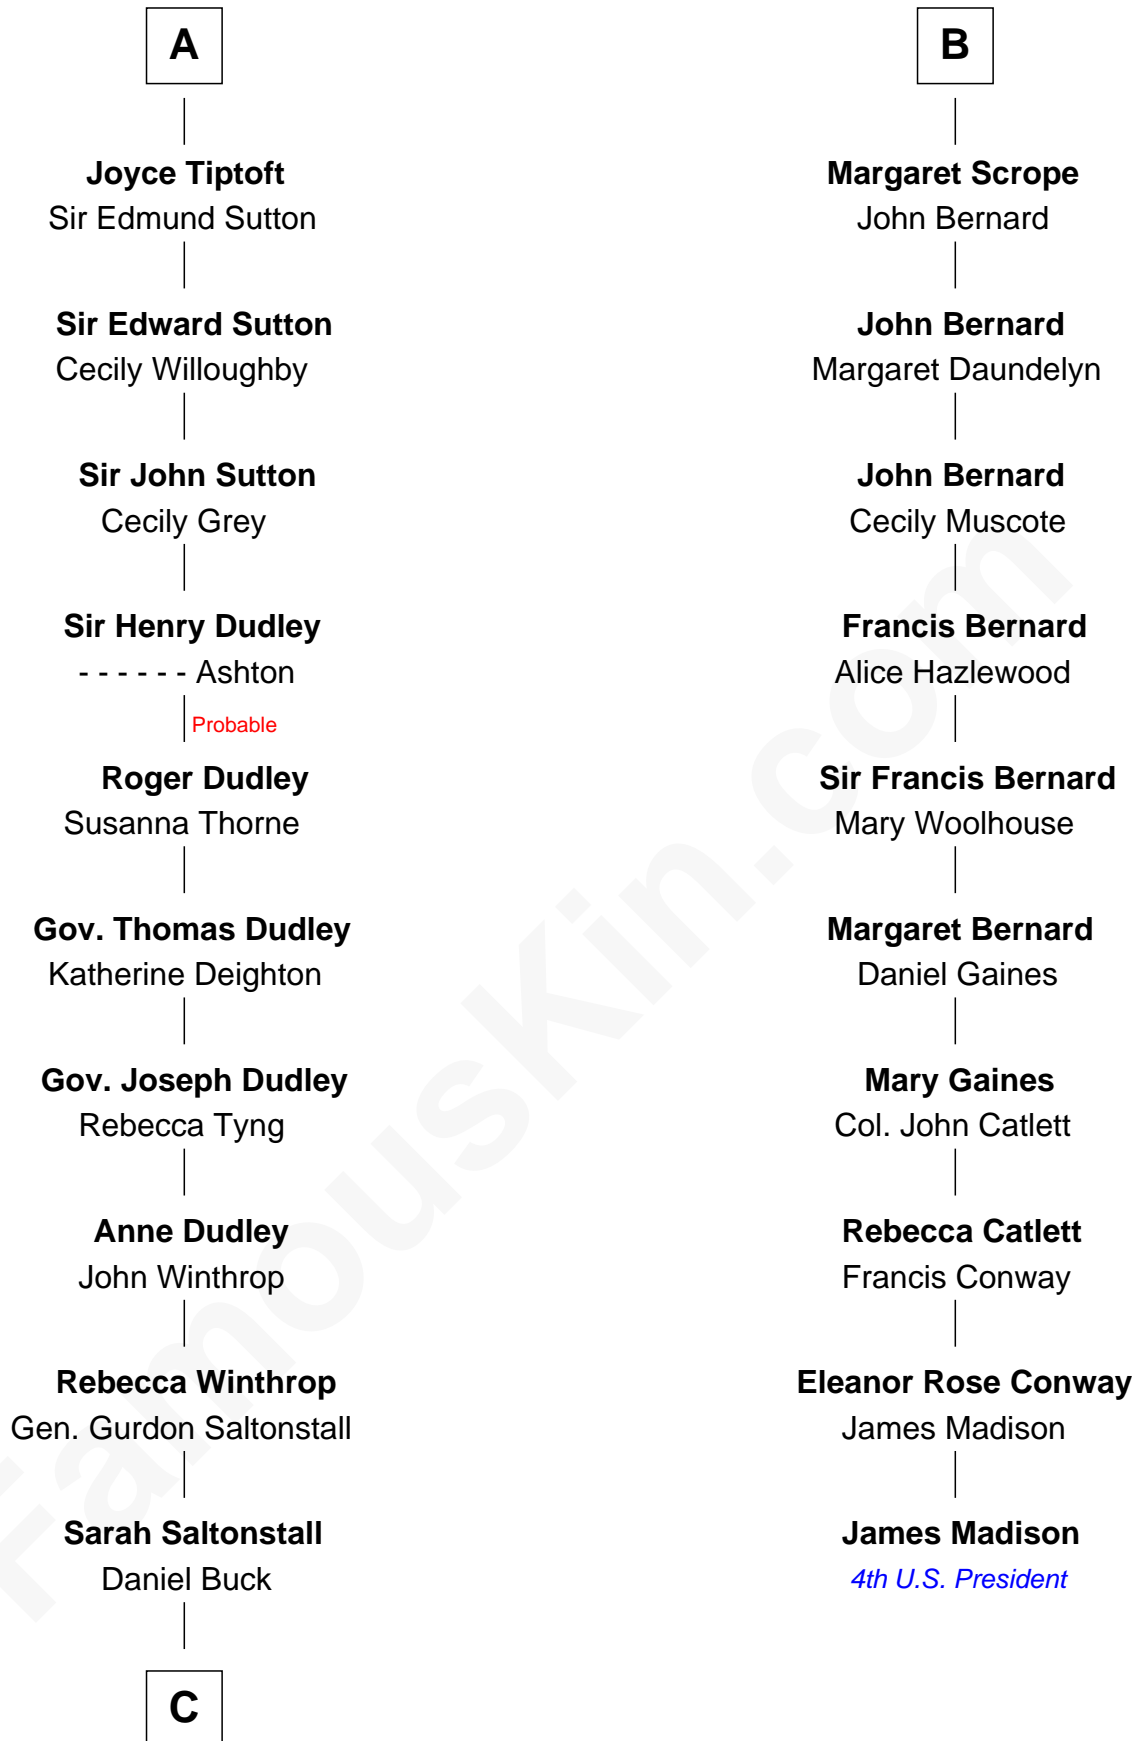 A
Joyce Tiptoft
Sir Edmund Sutton
Sir Edward Sutton
Cecily Willoughby
Sir John Sutton
Cecily Grey
Sir Henry Dudley
- - - - - - Ashton
Probable
Roger Dudley
Susanna Thorne
Gov. Thomas Dudley
Katherine Deighton
Gov. Joseph Dudley
Rebecca Tyng
Anne Dudley
John Winthrop
Rebecca Winthrop
Gen. Gurdon Saltonstall
Sarah Saltonstall
Daniel Buck
C
B
Margaret Scrope
John Bernard
John Bernard
Margaret Daundelyn
John Bernard
Cecily Muscote
Francis Bernard
Alice Hazlewood
Sir Francis Bernard
Mary Woolhouse
Margaret Bernard
Daniel Gaines
Mary Gaines
Col. John Catlett
Rebecca Catlett
Francis Conway
Eleanor Rose Conway
James Madison
James Madison
4th U.S. President
FamousKin.com